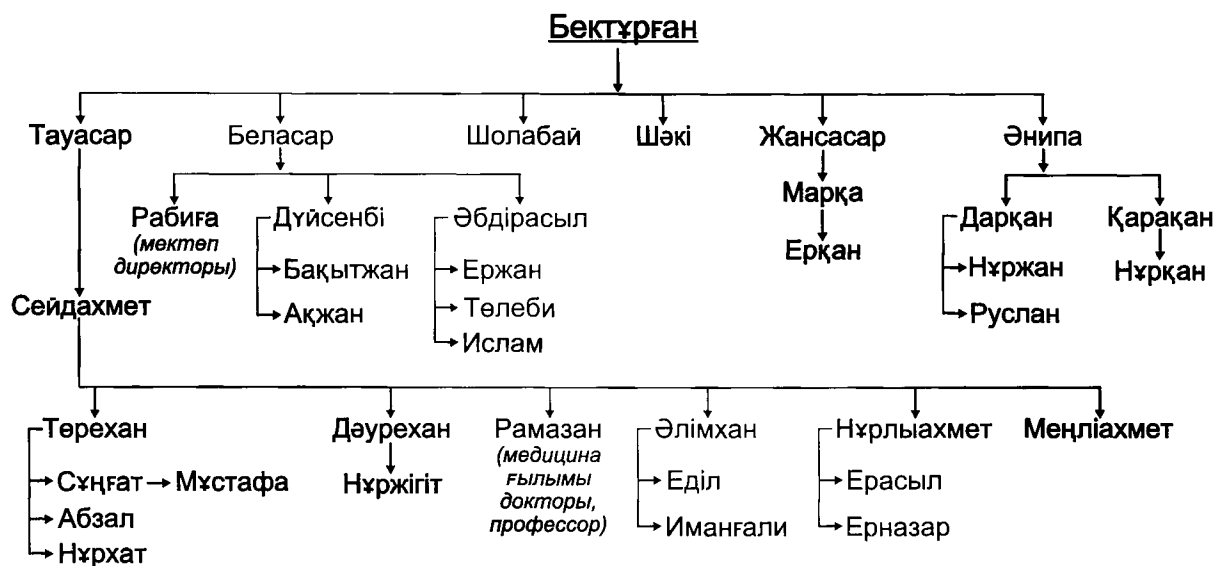 Бектұрған
Тауасар Беласар Шолабай Шәкі Жансасар Әнипа
Рабиға Дүйсенбі Әбдірасыл Марқа Дарқан Қарақан
(мектеп
директоры)
Бақытжан Ержан Ерқан Нұржан Нұрқан
Сейдахмет Ақжан Төлеби Руслан
Ислам
Төрехан Дәурехан Рамазан Әлімхан Нұрлыахмет Меңліахмет
(медицина
ғылымы
докторы,
профессор)
Сұңғат Мұстафа Нұржігіт Еділ Ерасыл
Абзал Иманғали Ерназар
Нұрхат